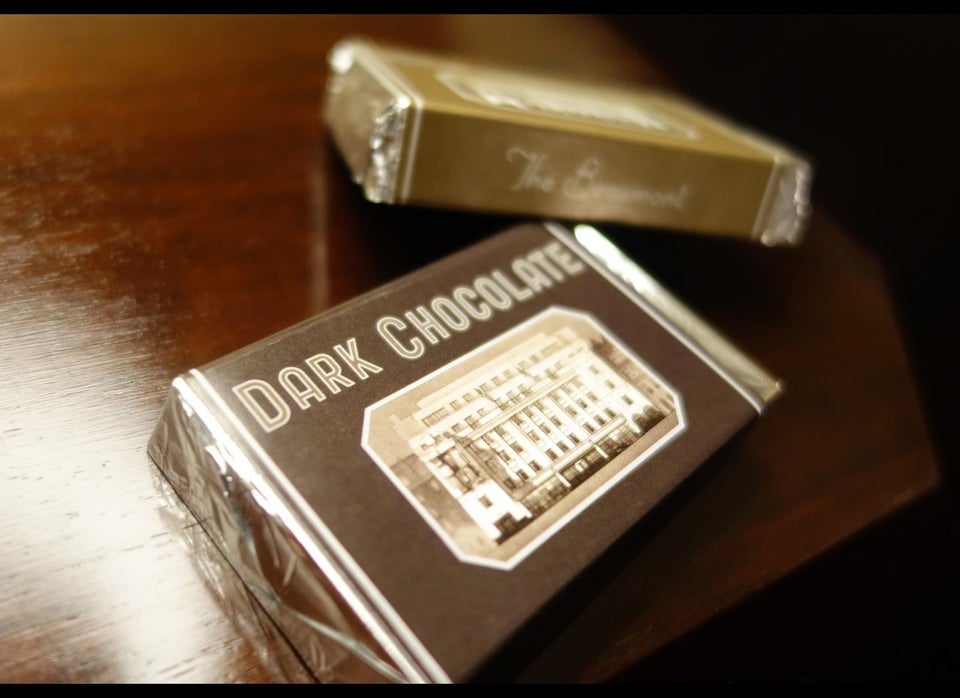 The Beaumont
DARK CHOCOLATE